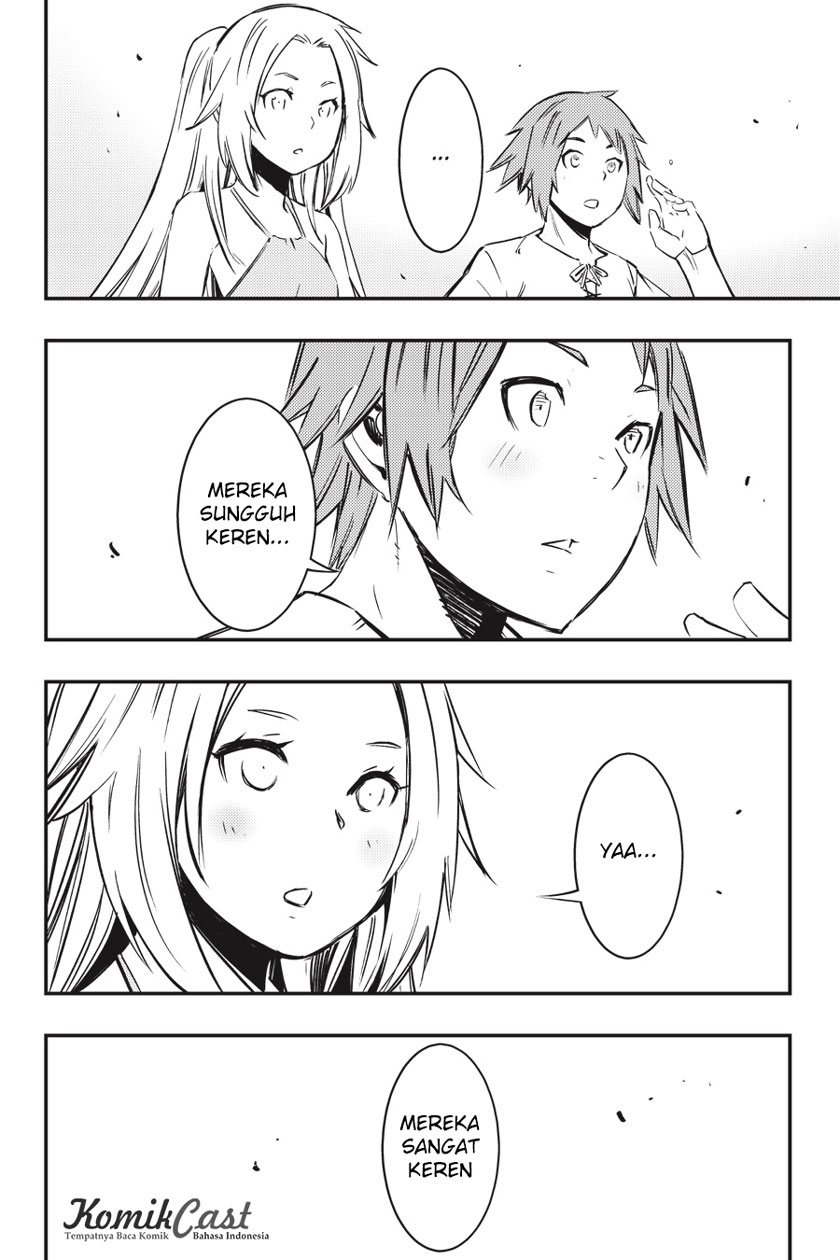 ...
MEREKA
SUNGGUH
KEREN...
YAA...
MEREKA
SANGAT
KEREN
KomikCast
Tempatnya Baca Komik Bahasa Indonesia